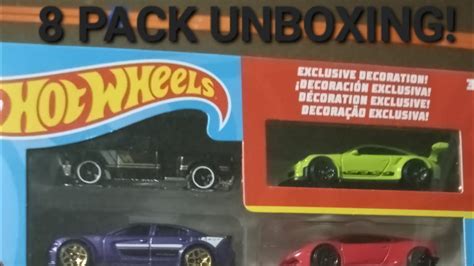 8 PACK UNBOXING!
HOT WHEELS
EXCLUSIVE DECORATION!
¡DECORACIÓN EXCLUSIVA!
DÉCORATION EXCLUSIVE!
DECORAÇÃO EXCLUSIVA!